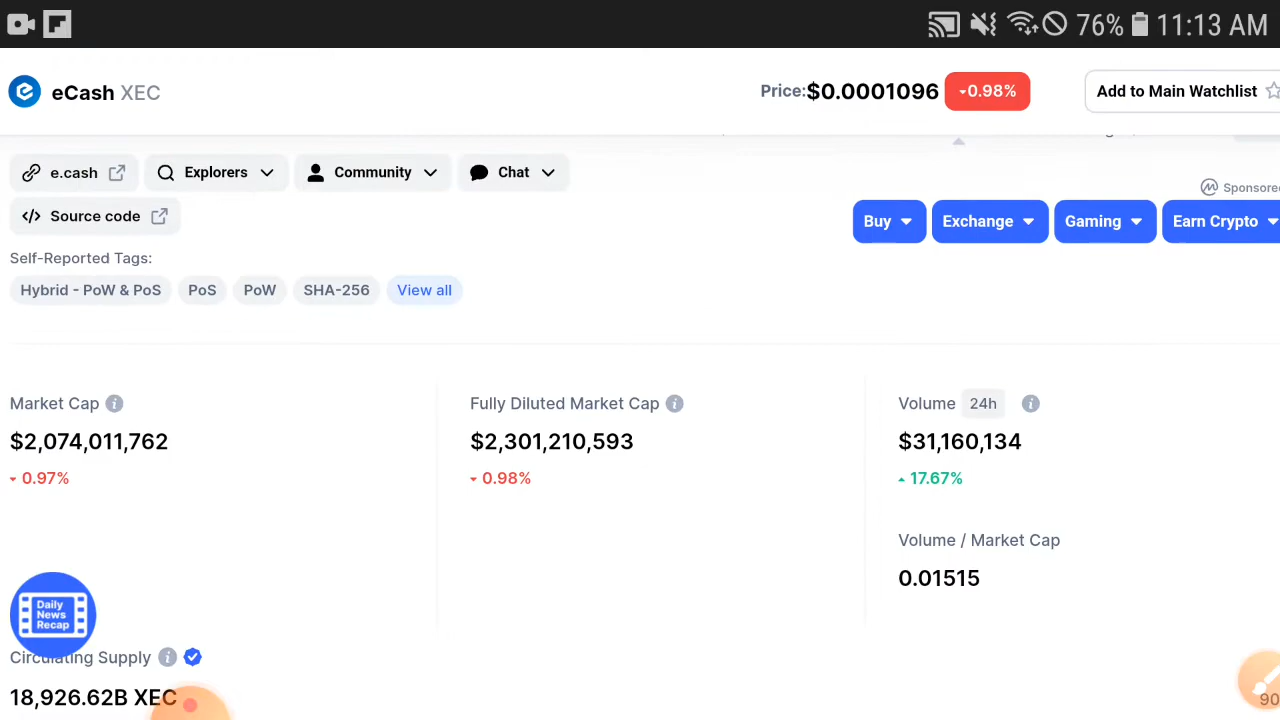 76% 11:13 AM
eCash XEC Price:$0.0001096 0.98% Add to Main Watchlist
e.cash Explorers Community Chat
Sponsored
Source code
Buy Exchange Gaming Earn Crypto
Self-Reported Tags:
Hybrid - PoW & PoS PoS PoW SHA-256 View all
Market Cap Fully Diluted Market Cap Volume 24h
$2,074,011,762 $2,301,210,593 $31,160,134
0.97% 0.98% 17.67%
Volume / Market Cap
0.01515
Daily
News
Recap
Circulating Supply
18,926.62B XEC
90